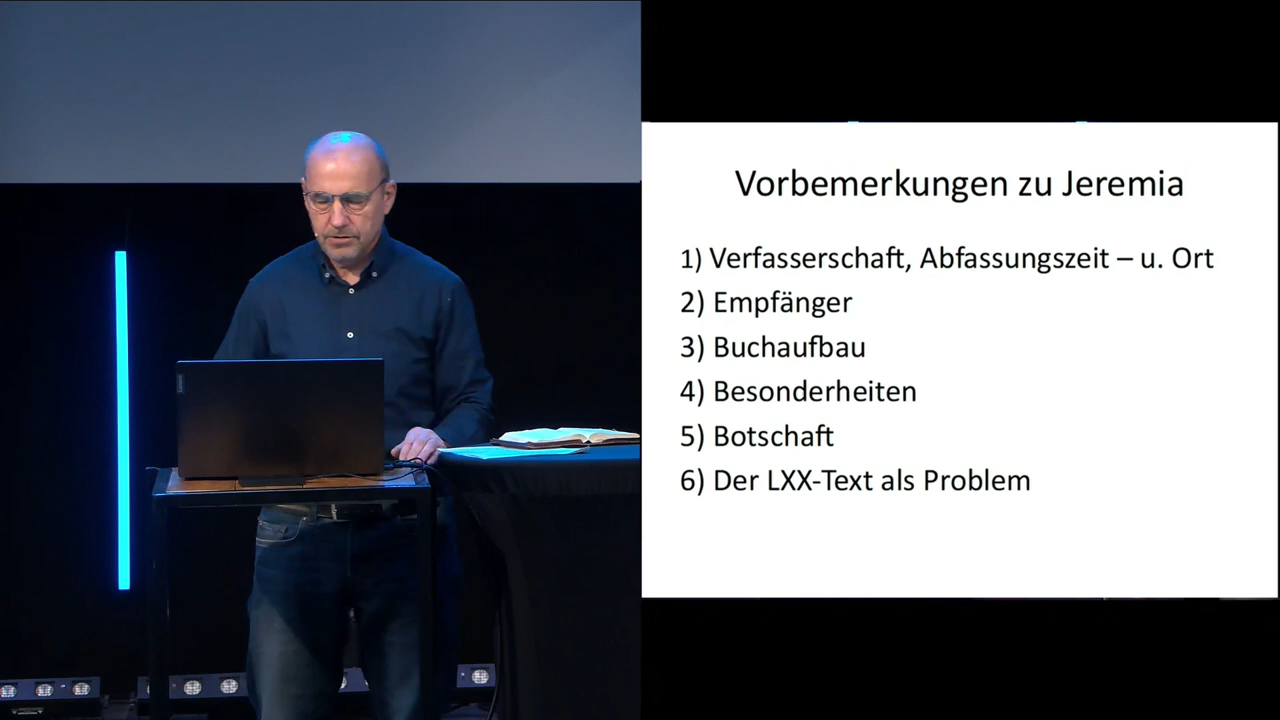 Vorbemerkungen zu Jeremia
1) Verfasserschaft, Abfassungszeit – u. Ort
2) Empfänger
3) Buchaufbau
4) Besonderheiten
5) Botschaft
6) Der LXX-Text als Problem
Lenovo